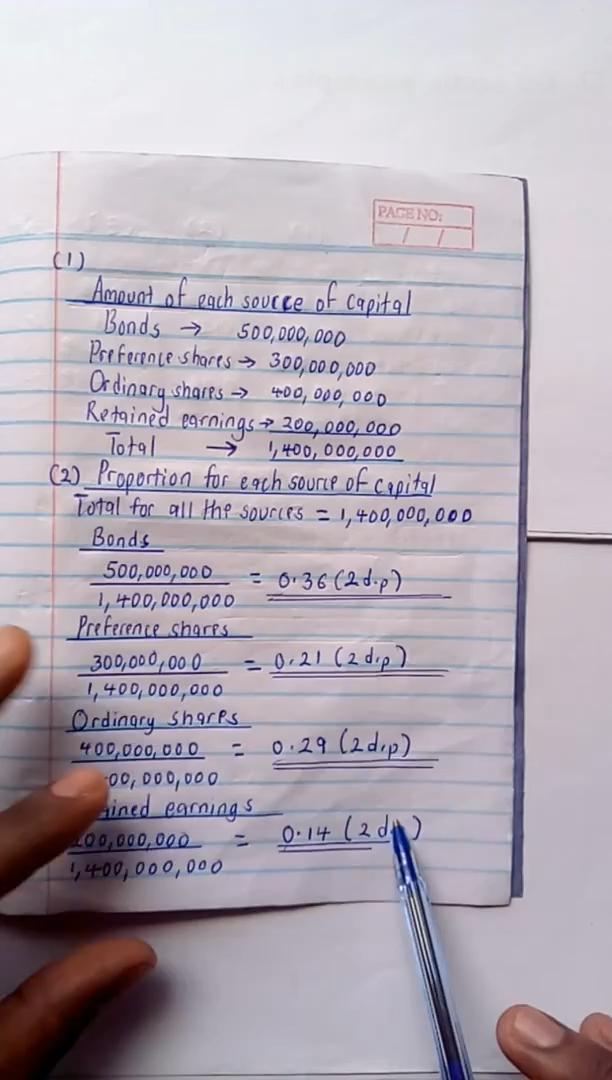 PAGE NO:
/ /
(1)
Amount of each source of capital
Bonds → 500,000,000
Preference shares → 300,000,000
Ordinary shares → 400,000,000
Retained earnings → 200,000,000
Total → 1,400,000,000
(2) Proportion for each source of capital
Total for all the sources = 1,400,000,000
Bonds
500,000,000
= 0.36 (2d.p)
1,400,000,000
Preference shares
300,000,000
= 0.21 (2d.p)
1,400,000,000
Ordinary shares
400,000,000
= 0.29 (2d.p)
00,000,000
ained earnings
200,000,000
= 0.14 (2d )
1,400,000,000